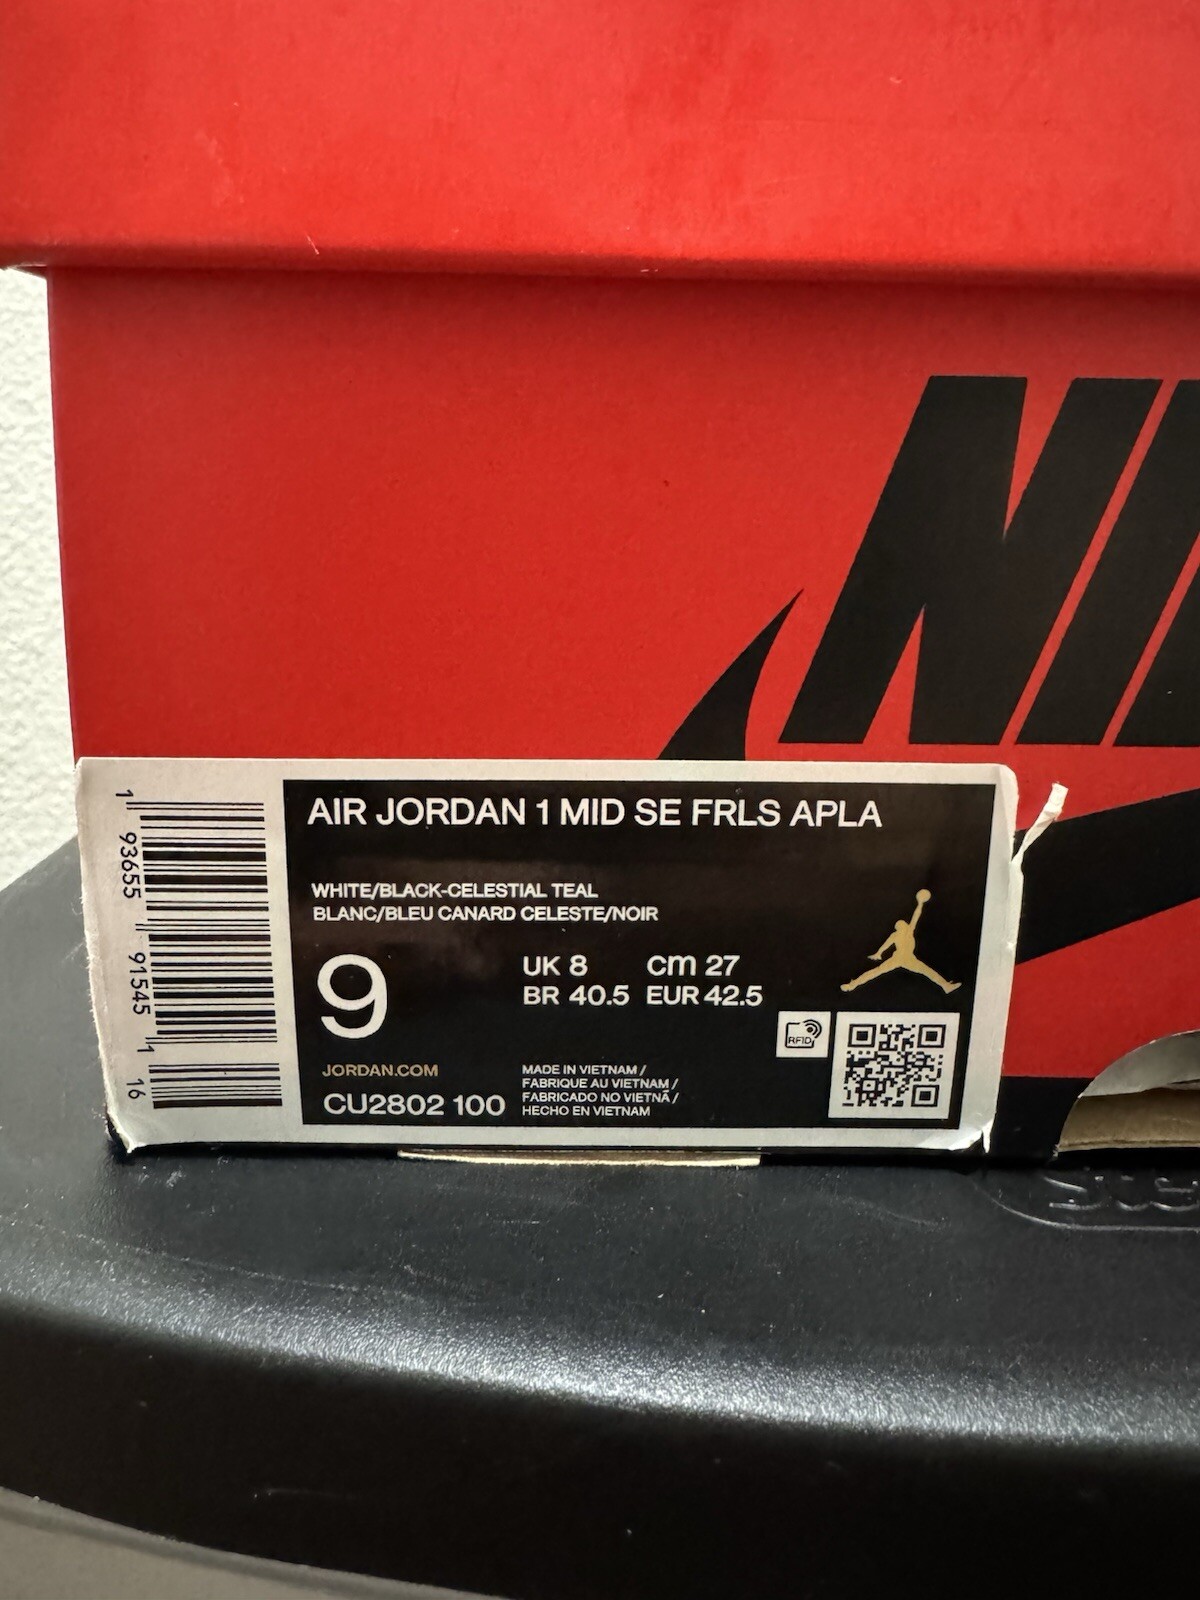 NI
AIR JORDAN 1 MID SE FRLS APLA
WHITE/BLACK-CELESTIAL TEAL
BLANC/BLEU CANARD CELESTE/NOIR
9
UK 8 CM 27
BR 40.5 EUR 42.5
RFID
JORDAN.COM
CU2802 100
MADE IN VIETNAM /
FABRIQUE AU VIETNAM /
FABRICADO NO VIETNÃ /
HECHO EN VIETNAM
1 93655 91545 1 16